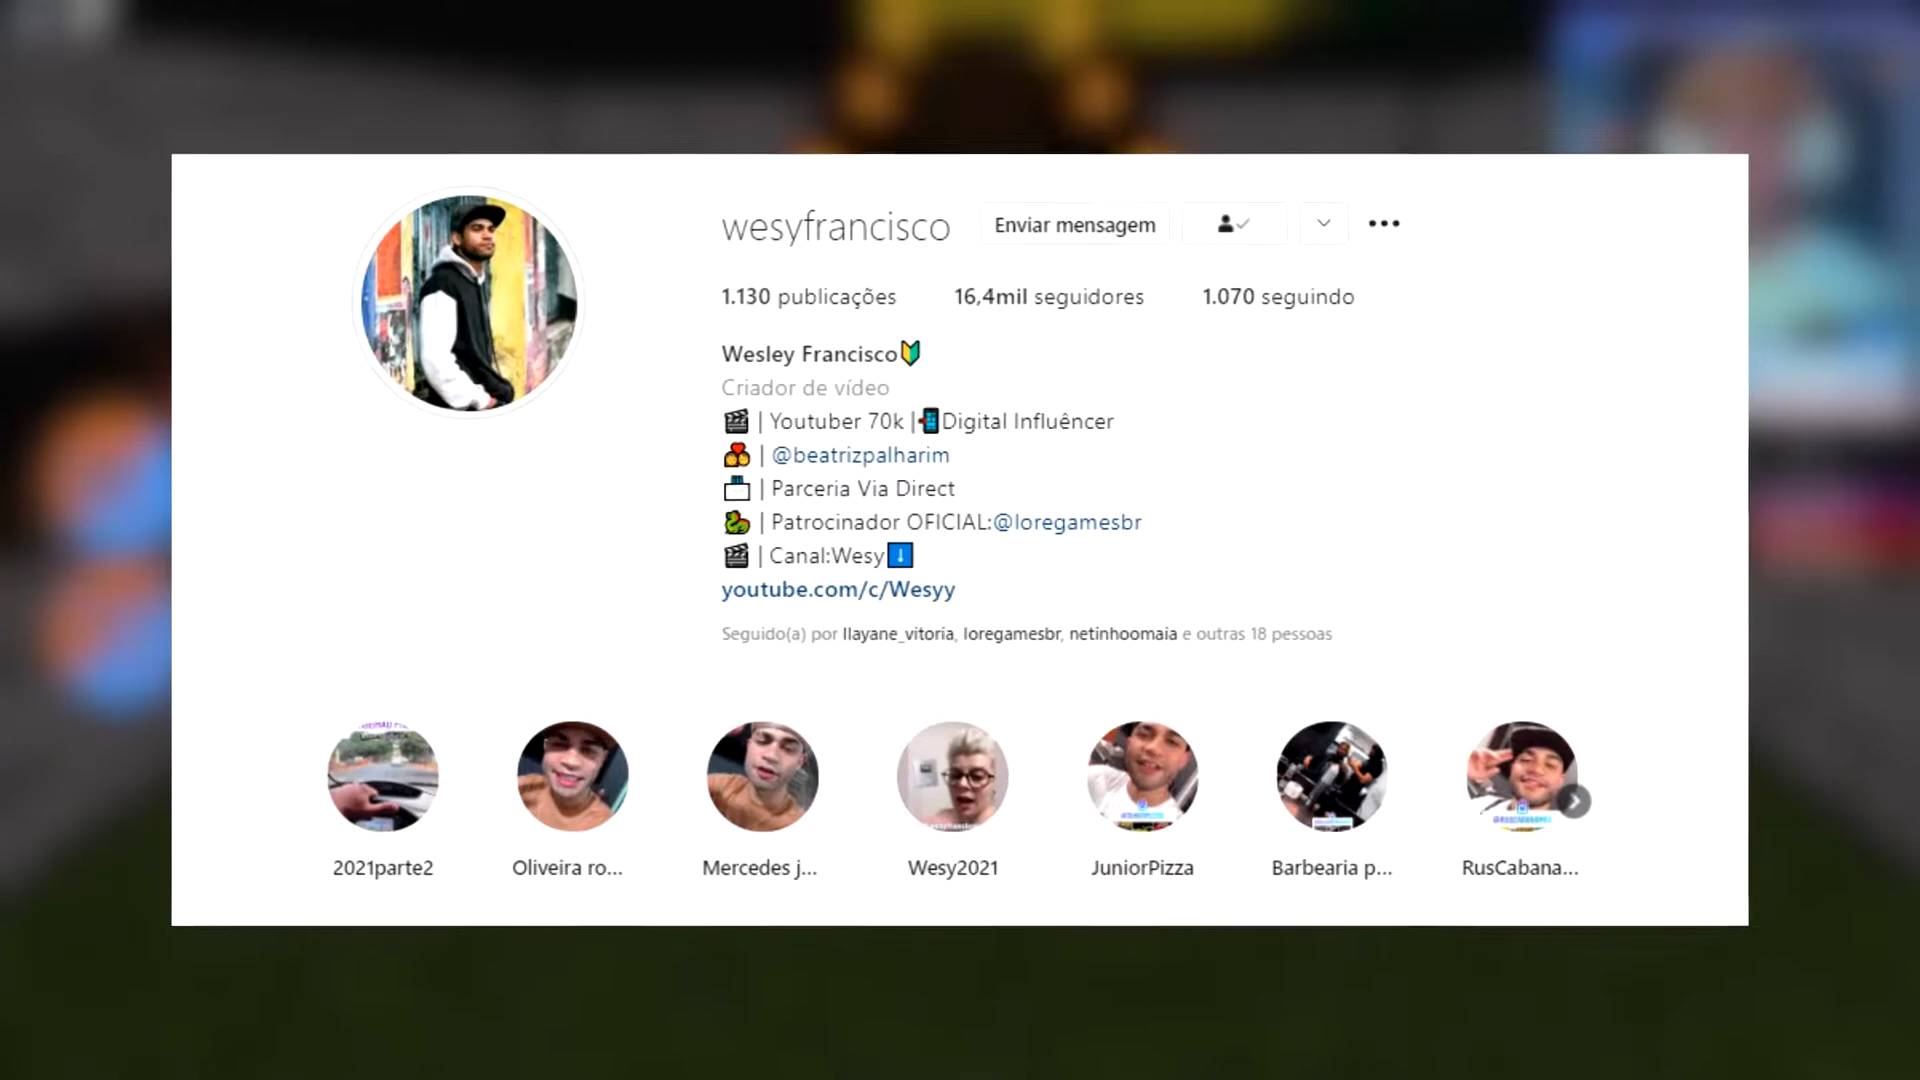 wesyfrancisco Enviar mensagem
1.130 publicações 16,4mil seguidores 1.070 seguindo
Wesley Francisco
Criador de vídeo
| Youtuber 70k | Digital Influêncer
| @beatrizpalharim
| Parceria Via Direct
| Patrocinador OFICIAL:@loregamesbr
| Canal:Wesy
youtube.com/c/Wesyy
Seguido(a) por llayane_vitoria, loregamesbr, netinhoomaia e outras 18 pessoas
2021parte2 Oliveira ro... Mercedes j... Wesy2021 JuniorPizza Barbearia p... RusCabana...